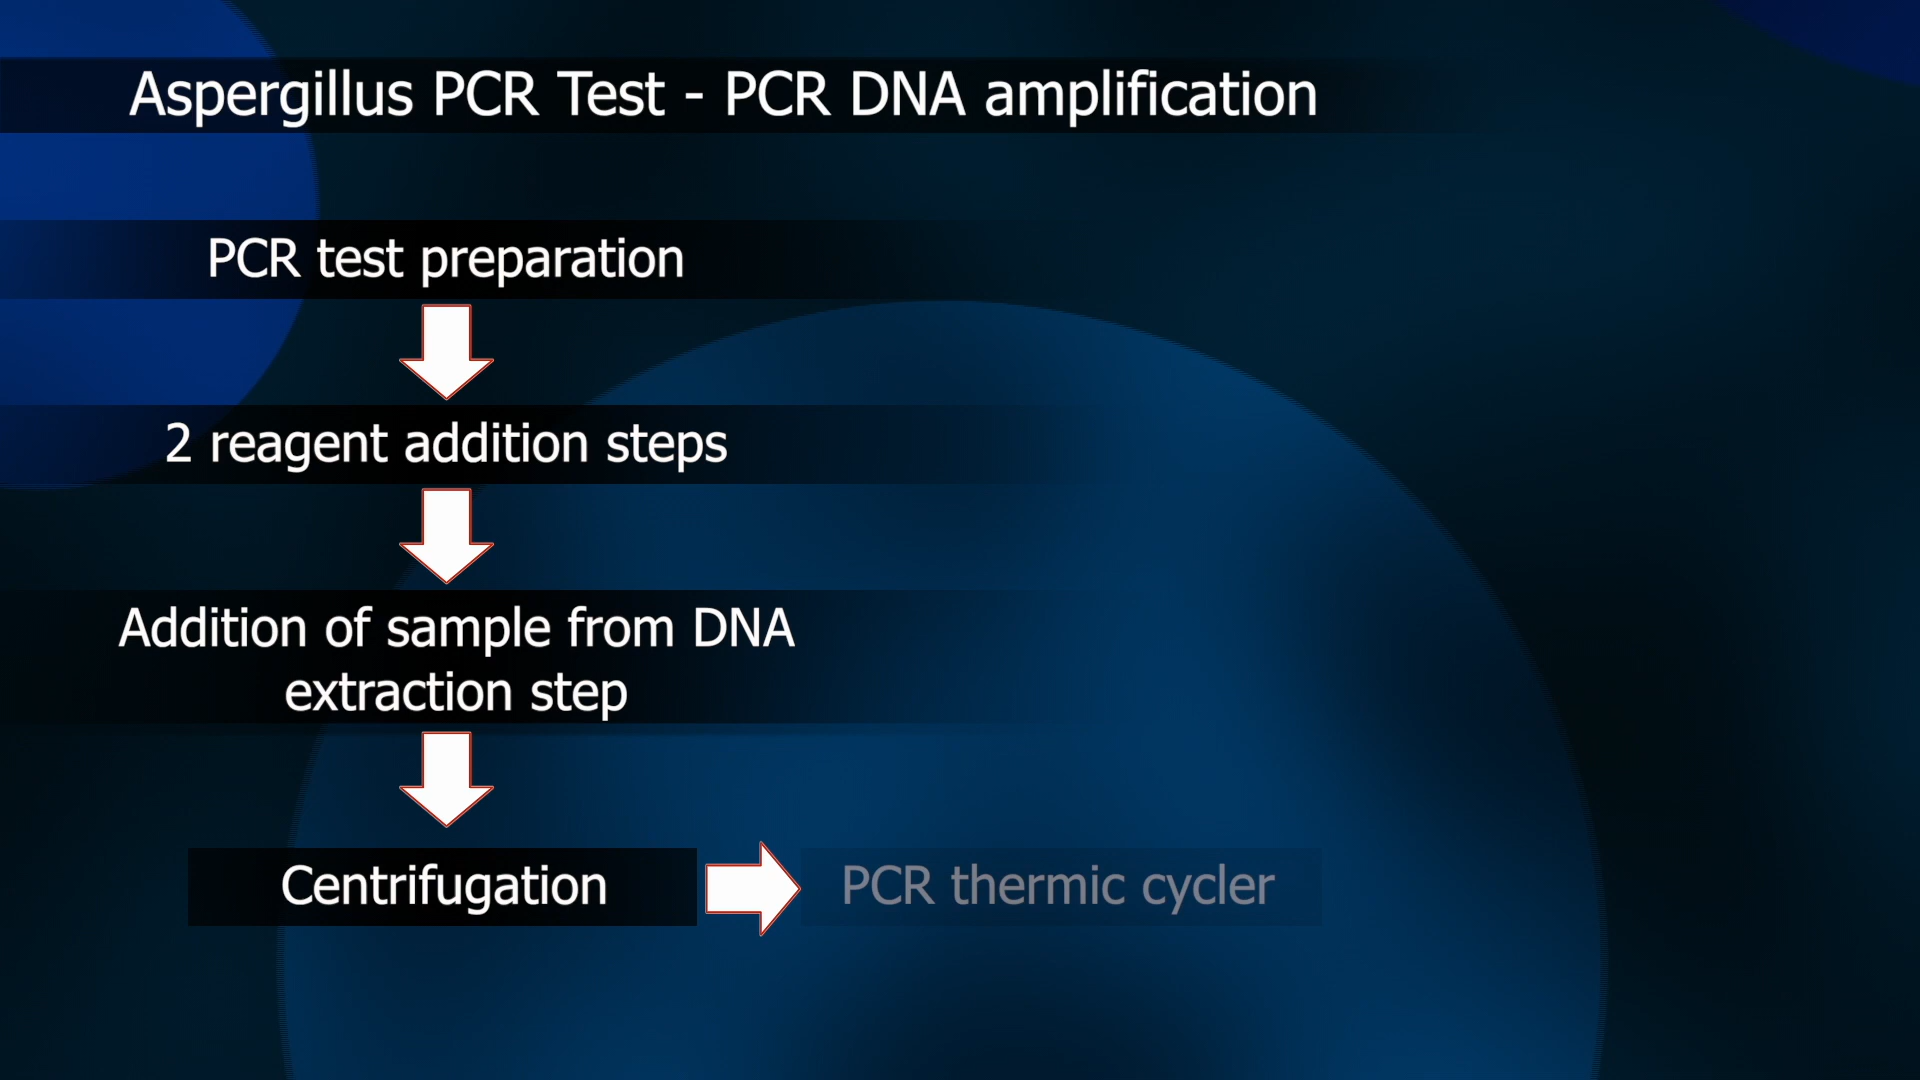 Aspergillus PCR Test - PCR DNA amplification
PCR test preparation
2 reagent addition steps
Addition of sample from DNA
extraction step
Centrifugation
PCR thermic cycler